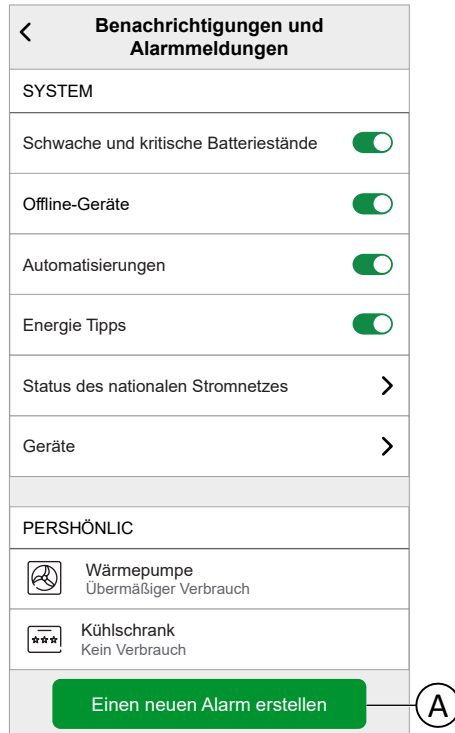 Benachrichtigungen und
Alarmmeldungen
SYSTEM
Schwache und kritische Batteriestände
Offline-Geräte
Automatisierungen
Energie Tipps
Status des nationalen Stromnetzes
Geräte
PERSHÖNLIC
Wärmepumpe
Übermäßiger Verbrauch
Kühlschrank
Kein Verbrauch
Einen neuen Alarm erstellen
A